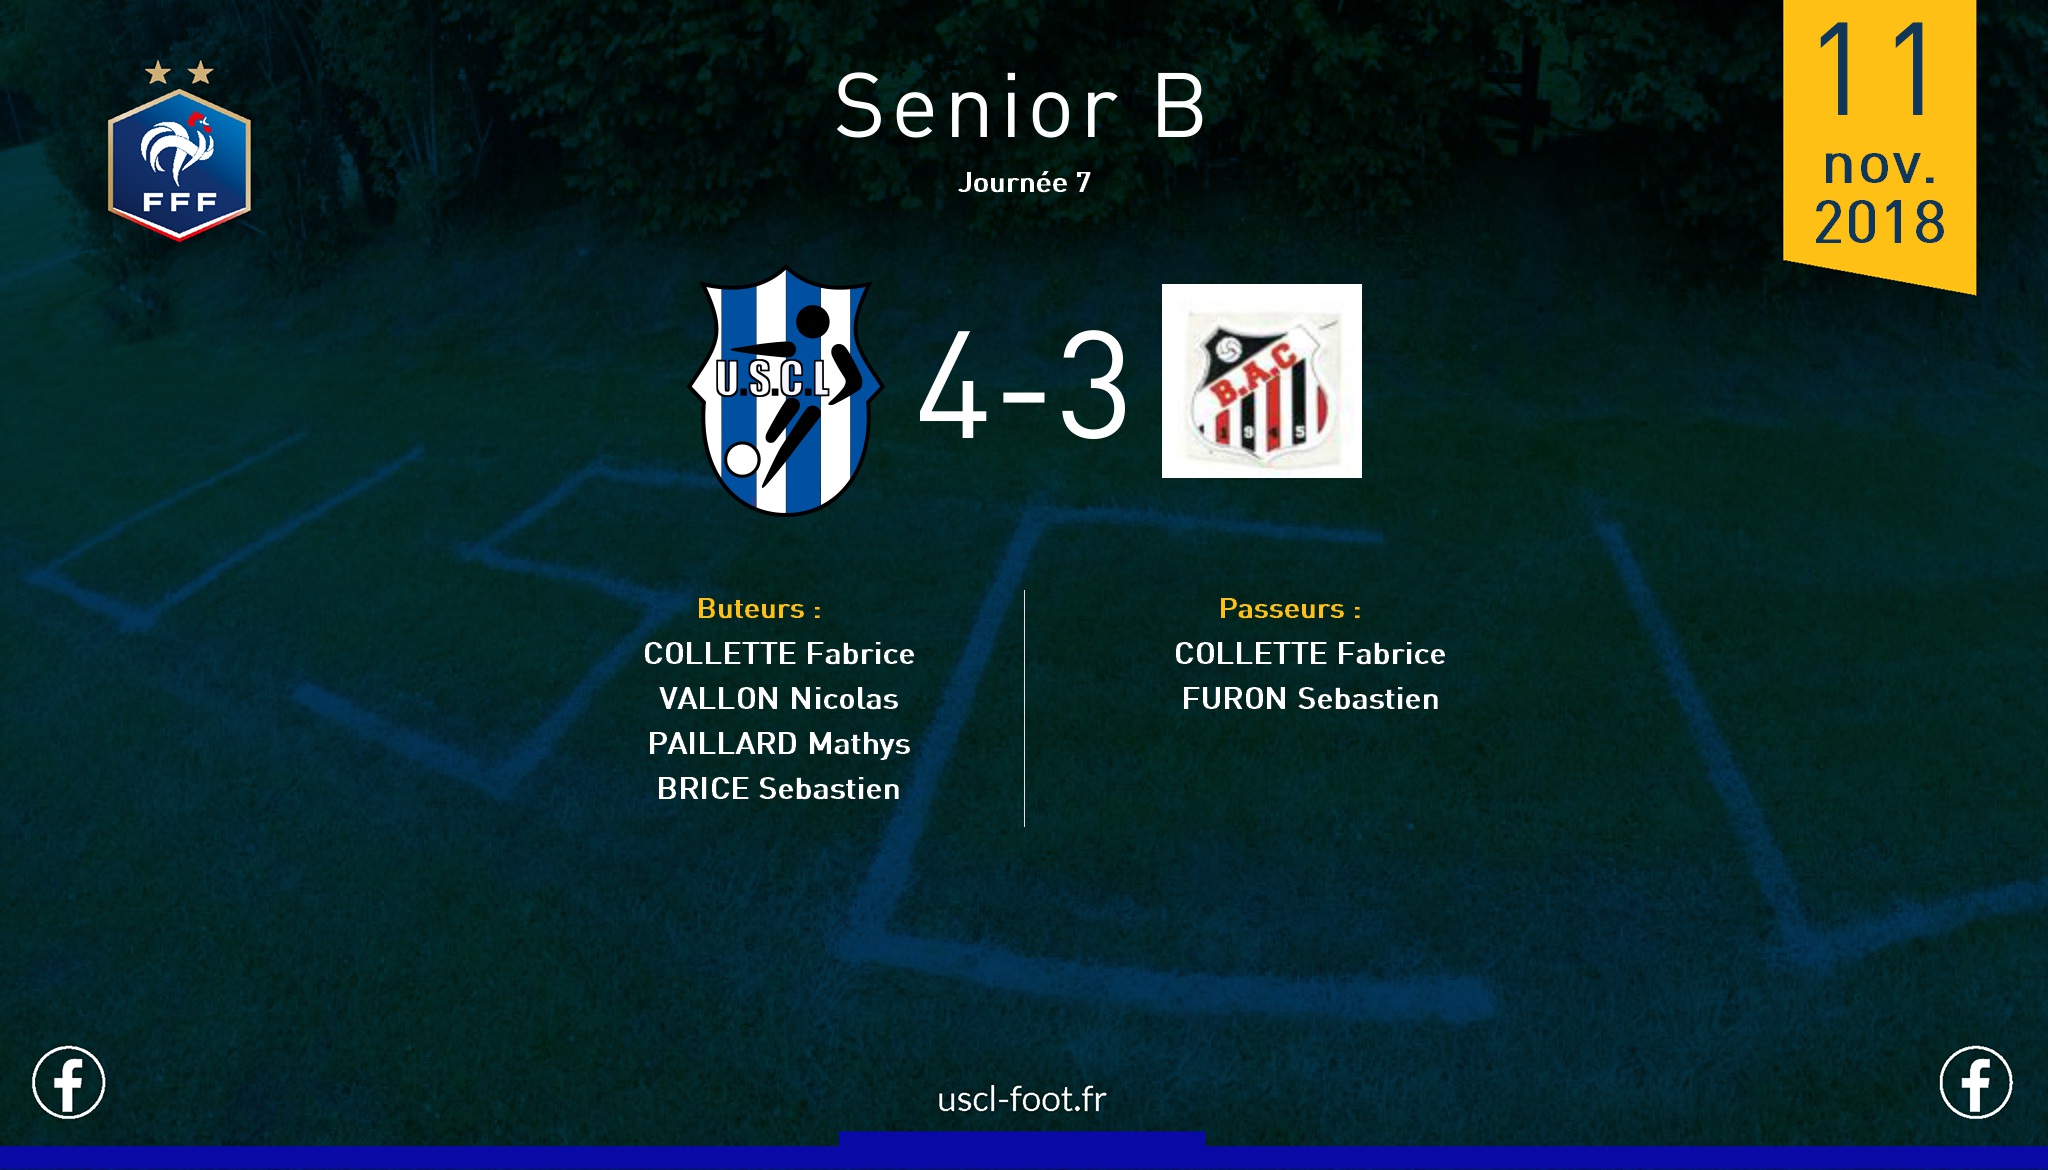 Senior B
Journée 7
11
nov.
2018
FFF
U.S.C.L
4-3
B.A.C
1945
Buteurs :
COLLETTE Fabrice
VALLON Nicolas
PAILLARD Mathys
BRICE Sebastien
Passeurs :
COLLETTE Fabrice
FURON Sebastien
USCL
uscl-foot.fr